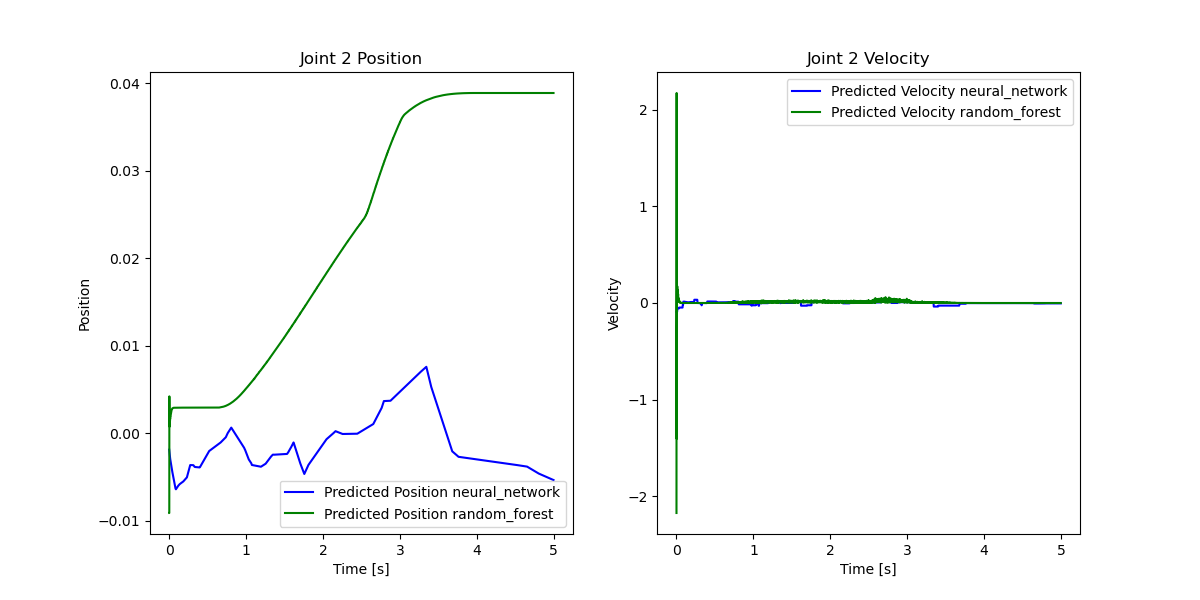 Joint 2 Position
0.04
0.03
0.02
0.01
0.00
−0.01
Position
Predicted Position neural_network
Predicted Position random_forest
0 1 2 3 4 5
Time [s]
Joint 2 Velocity
Predicted Velocity neural_network
Predicted Velocity random_forest
2
1
0
−1
−2
Velocity
0 1 2 3 4 5
Time [s]